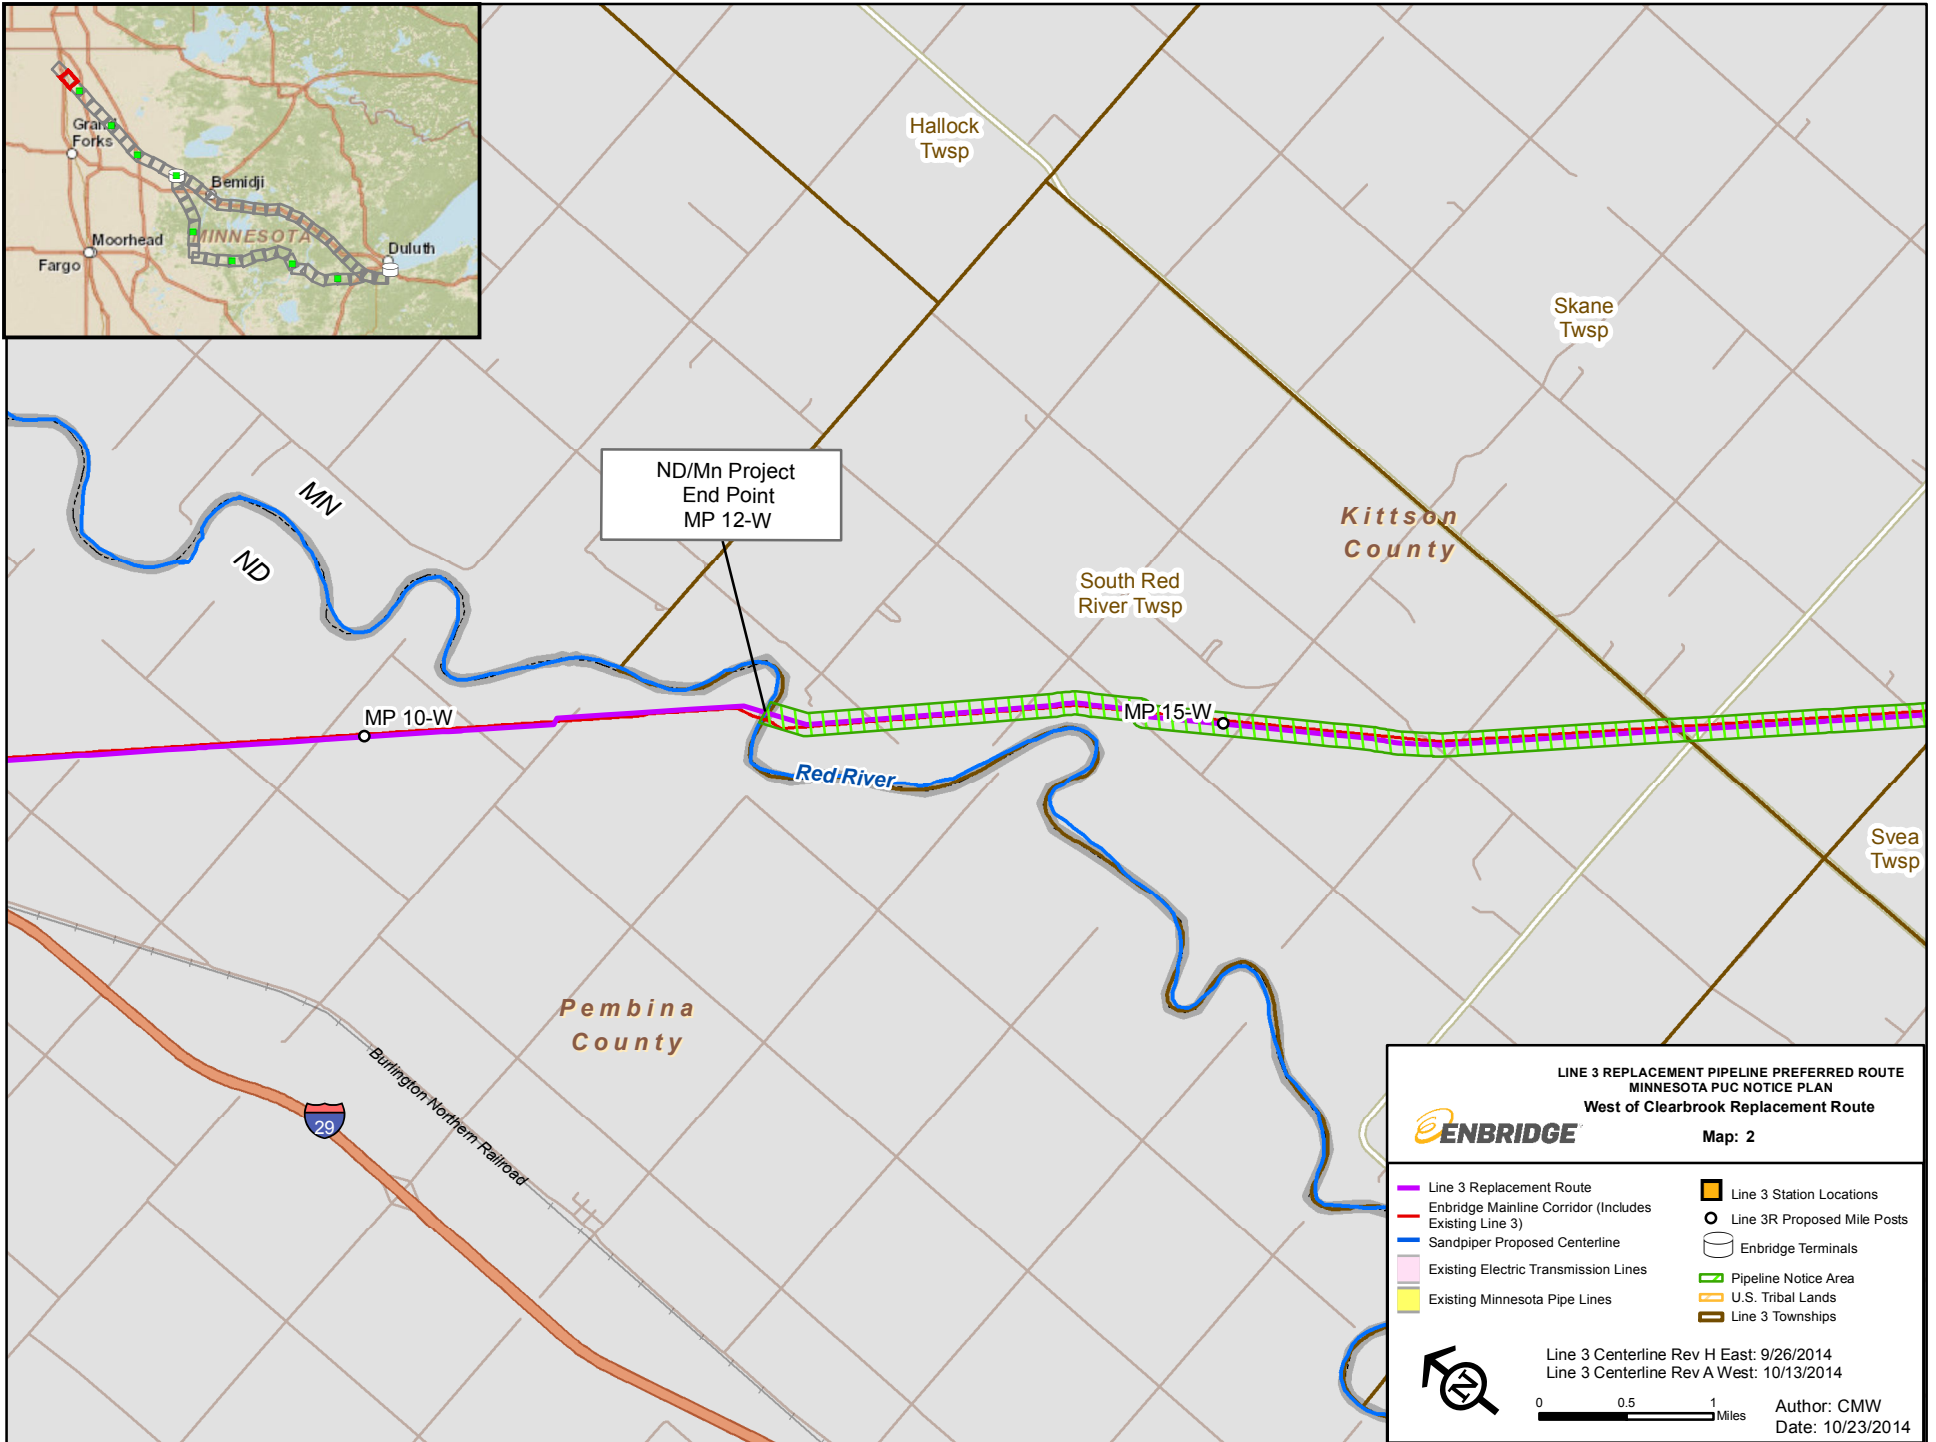 Grand
Forks
Bemidji
MINNESOTA
Moorhead
Fargo
Duluth
Hallock
Twsp
Skane
Twsp
MN
ND
ND/Mn Project
End Point
MP 12-W
Kittson
County
South Red
River Twsp
MP 10-W
MP 15-W
Red River
Svea
Twsp
Pembina
County
Burlington Northern Railroad
29
LINE 3 REPLACEMENT PIPELINE PREFERRED ROUTE
MINNESOTA PUC NOTICE PLAN
West of Clearbrook Replacement Route
ENBRIDGE
Map: 2
Line 3 Replacement Route
Enbridge Mainline Corridor (Includes
Existing Line 3)
Sandpiper Proposed Centerline
Existing Electric Transmission Lines
Existing Minnesota Pipe Lines
Line 3 Station Locations
Line 3R Proposed Mile Posts
Enbridge Terminals
Pipeline Notice Area
U.S. Tribal Lands
Line 3 Townships
N
Line 3 Centerline Rev H East: 9/26/2014
Line 3 Centerline Rev A West: 10/13/2014
0 0.5 1
Miles
Author: CMW
Date: 10/23/2014